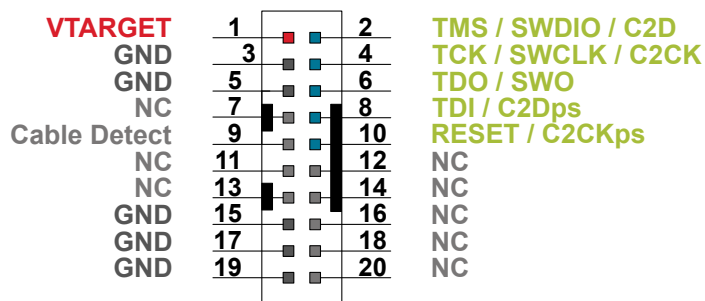 VTARGET 1 2 TMS / SWDIO / C2D
GND 3 4 TCK / SWCLK / C2CK
GND 5 6 TDO / SWO
NC 7 8 TDI / C2Dps
Cable Detect 9 10 RESET / C2CKps
NC 11 12 NC
NC 13 14 NC
GND 15 16 NC
GND 17 18 NC
GND 19 20 NC